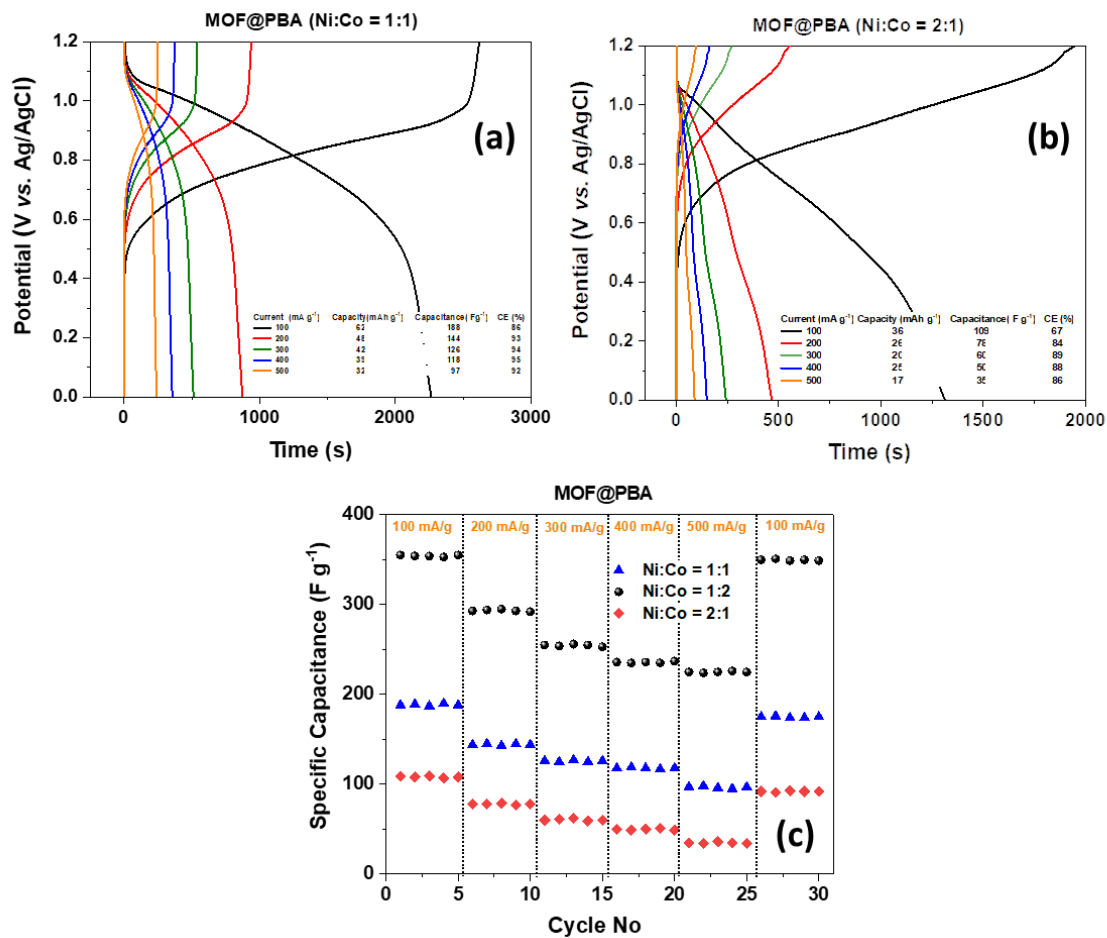 MOF@PBA (Ni:Co = 1:1)
1.2
1.0
0.8
0.6
0.4
0.2
0.0
Potential (V vs. Ag/AgCl)
(a)
Current (mA g-1) Capacity(mAh g-1) Capacitance( Fg-1) CE (%)
100 62 188 86
200 48 144 93
300 42 126 94
400 39 118 95
500 32 97 92
0 1000 2000 3000
Time (s)
MOF@PBA (Ni:Co = 2:1)
1.2
1.0
0.8
0.6
0.4
0.2
0.0
Potential (V vs. Ag/AgCl)
(b)
Current (mA g-1) Capacity (mAh g-1) Capacitance( F g-1) CE (%)
100 36 109 67
200 26 78 84
300 20 60 89
400 25 50 88
500 17 35 86
0 500 1000 1500 2000
Time (s)
MOF@PBA
400
300
200
100
0
Specific Capacitance (F g-1)
100 mA/g 200 mA/g 300 mA/g 400 mA/g 500 mA/g 100 mA/g
Ni:Co = 1:1
Ni:Co = 1:2
Ni:Co = 2:1
(c)
0 5 10 15 20 25 30
Cycle No